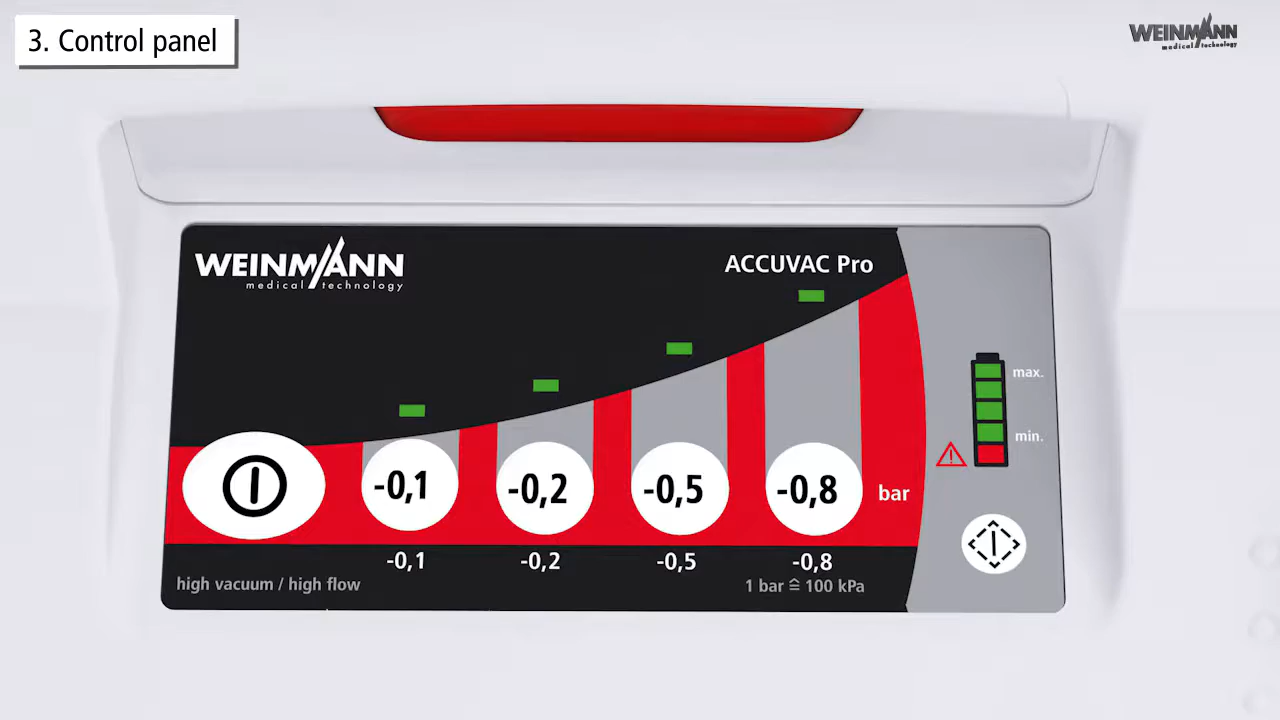 3. Control panel
WEINMANN
medical technology
WEINMANN
medical technology
ACCUVAC Pro
max.
min.
-0,1
-0,2
-0,5
-0,8
bar
-0,1
-0,2
-0,5
-0,8
high vacuum / high flow
1 bar ≙ 100 kPa